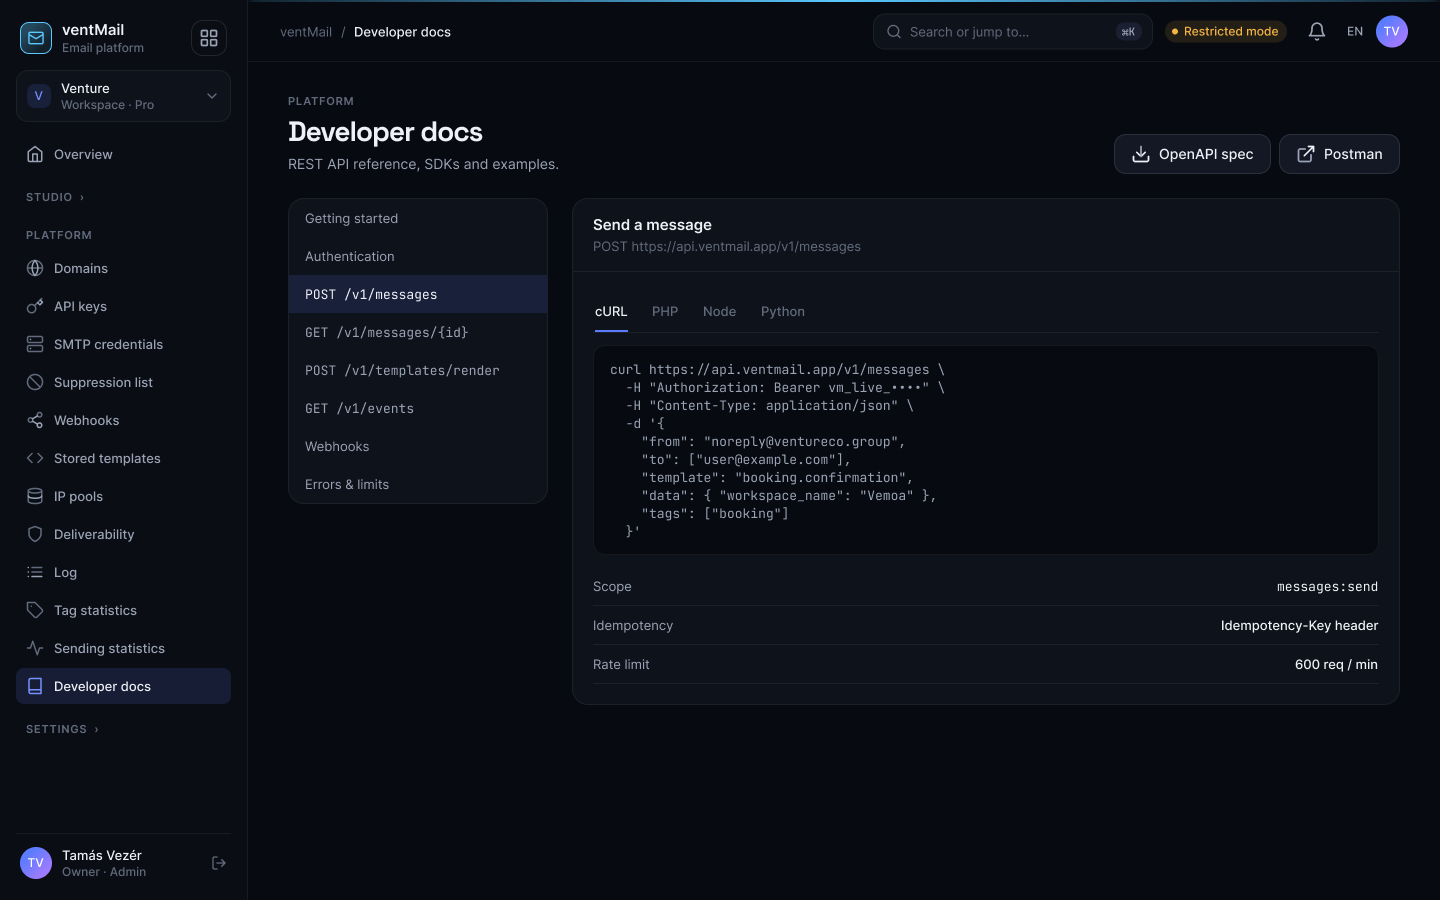 ventMail
Email platform
V
Venture
Workspace · Pro
Overview
STUDIO ›
PLATFORM
Domains
API keys
SMTP credentials
Suppression list
Webhooks
Stored templates
IP pools
Deliverability
Log
Tag statistics
Sending statistics
Developer docs
SETTINGS ›
TV
Tamás Vezér
Owner · Admin
ventMail / Developer docs
Search or jump to...
⌘K
Restricted mode
EN
TV
PLATFORM
Developer docs
REST API reference, SDKs and examples.
OpenAPI spec
Postman
Getting started
Authentication
POST /v1/messages
GET /v1/messages/{id}
POST /v1/templates/render
GET /v1/events
Webhooks
Errors & limits
Send a message
POST https://api.ventmail.app/v1/messages
cURL PHP Node Python
curl https://api.ventmail.app/v1/messages \
-H "Authorization: Bearer vm_live_••••" \
-H "Content-Type: application/json" \
-d '{
"from": "noreply@ventureco.group",
"to": ["user@example.com"],
"template": "booking.confirmation",
"data": { "workspace_name": "Vemoa" },
"tags": ["booking"]
}'
Scope messages:send
Idempotency Idempotency-Key header
Rate limit 600 req / min